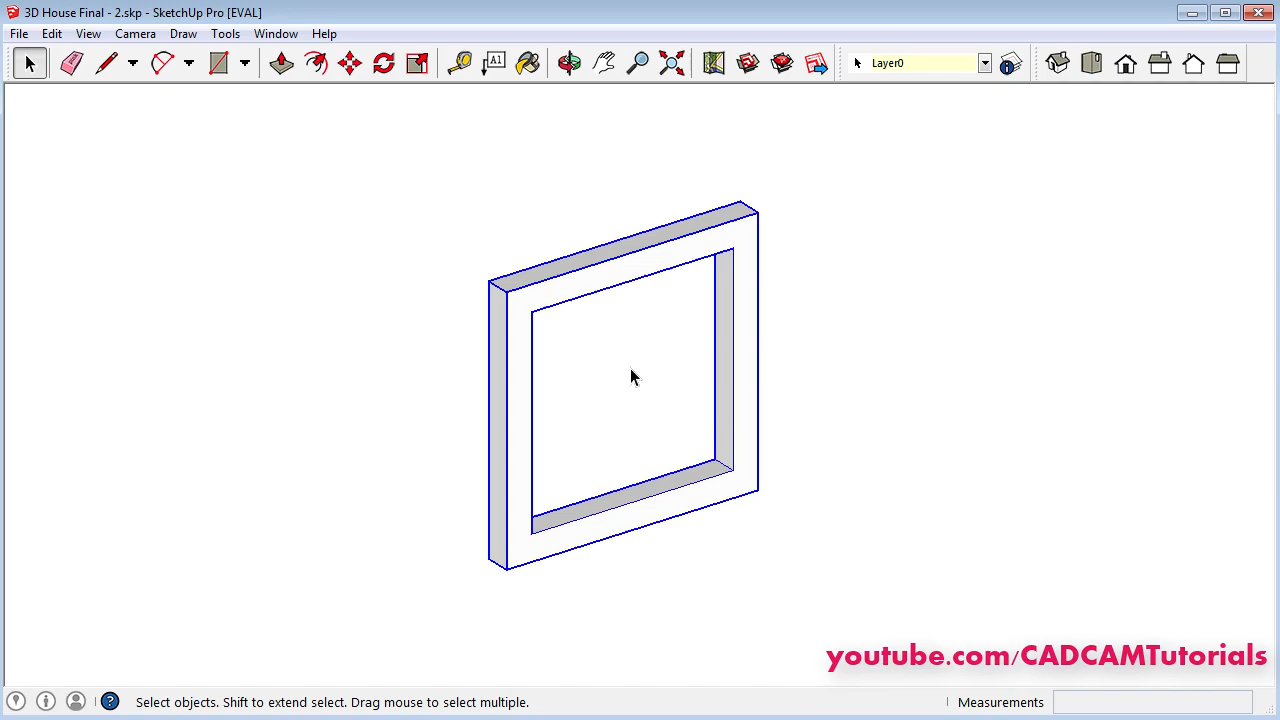 3D House Final - 2.skp - SketchUp Pro [EVAL]
File Edit View Camera Draw Tools Window Help
A1 Layer0
youtube.com/CADCAMTutorials
Select objects. Shift to extend select. Drag mouse to select multiple. Measurements